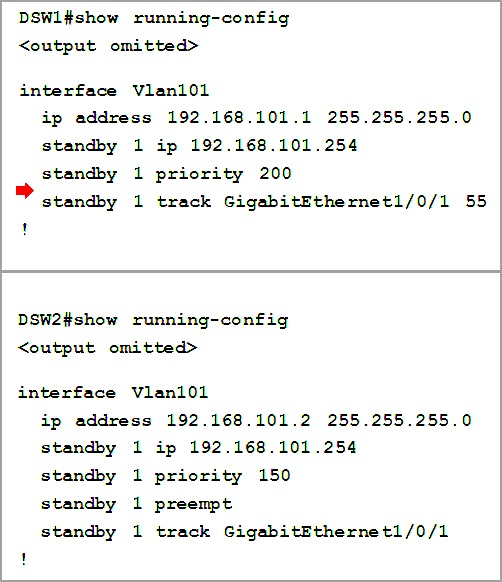 DSW1#show running-config
<output omitted>
interface Vlan101
ip address 192.168.101.1 255.255.255.0
standby 1 ip 192.168.101.254
standby 1 priority 200
standby 1 track GigabitEthernet1/0/1 55
!
DSW2#show running-config
<output omitted>
interface Vlan101
ip address 192.168.101.2 255.255.255.0
standby 1 ip 192.168.101.254
standby 1 priority 150
standby 1 preempt
standby 1 track GigabitEthernet1/0/1
!